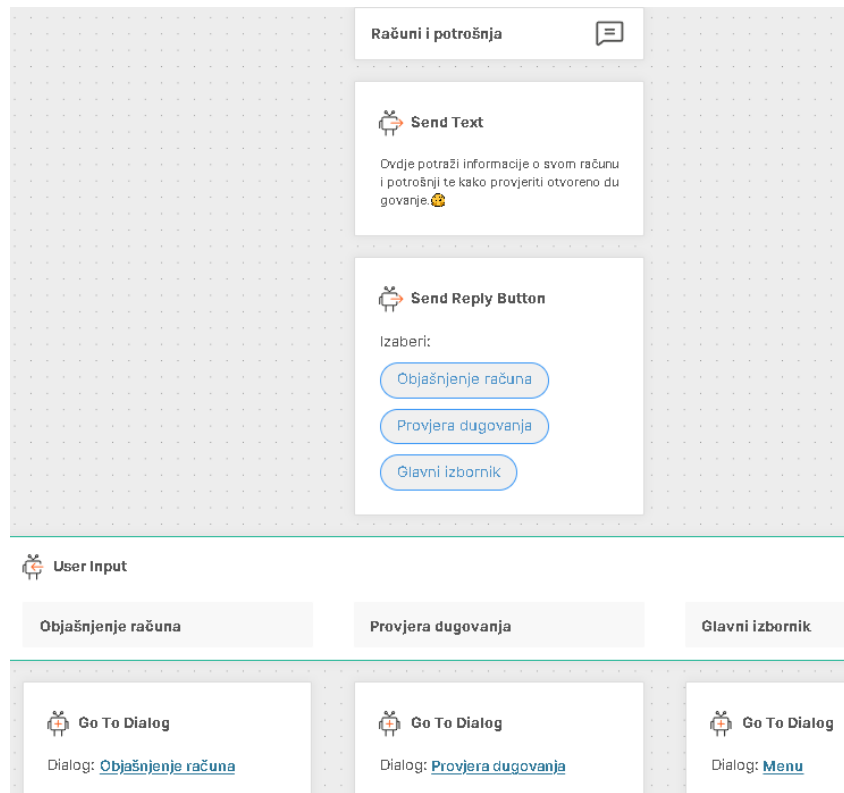 Računi i potrošnja
Send Text
Ovdje potraži informacije o svom računu
i potrošnji te kako provjeriti otvoreno du
govanje.
Send Reply Button
Izaberi:
Objašnjenje računa
Provjera dugovanja
Glavni izbornik
User Input
Objašnjenje računa
Provjera dugovanja
Glavni izbornik
Go To Dialog
Dialog: Objašnjenje računa
Go To Dialog
Dialog: Provjera dugovanja
Go To Dialog
Dialog: Menu